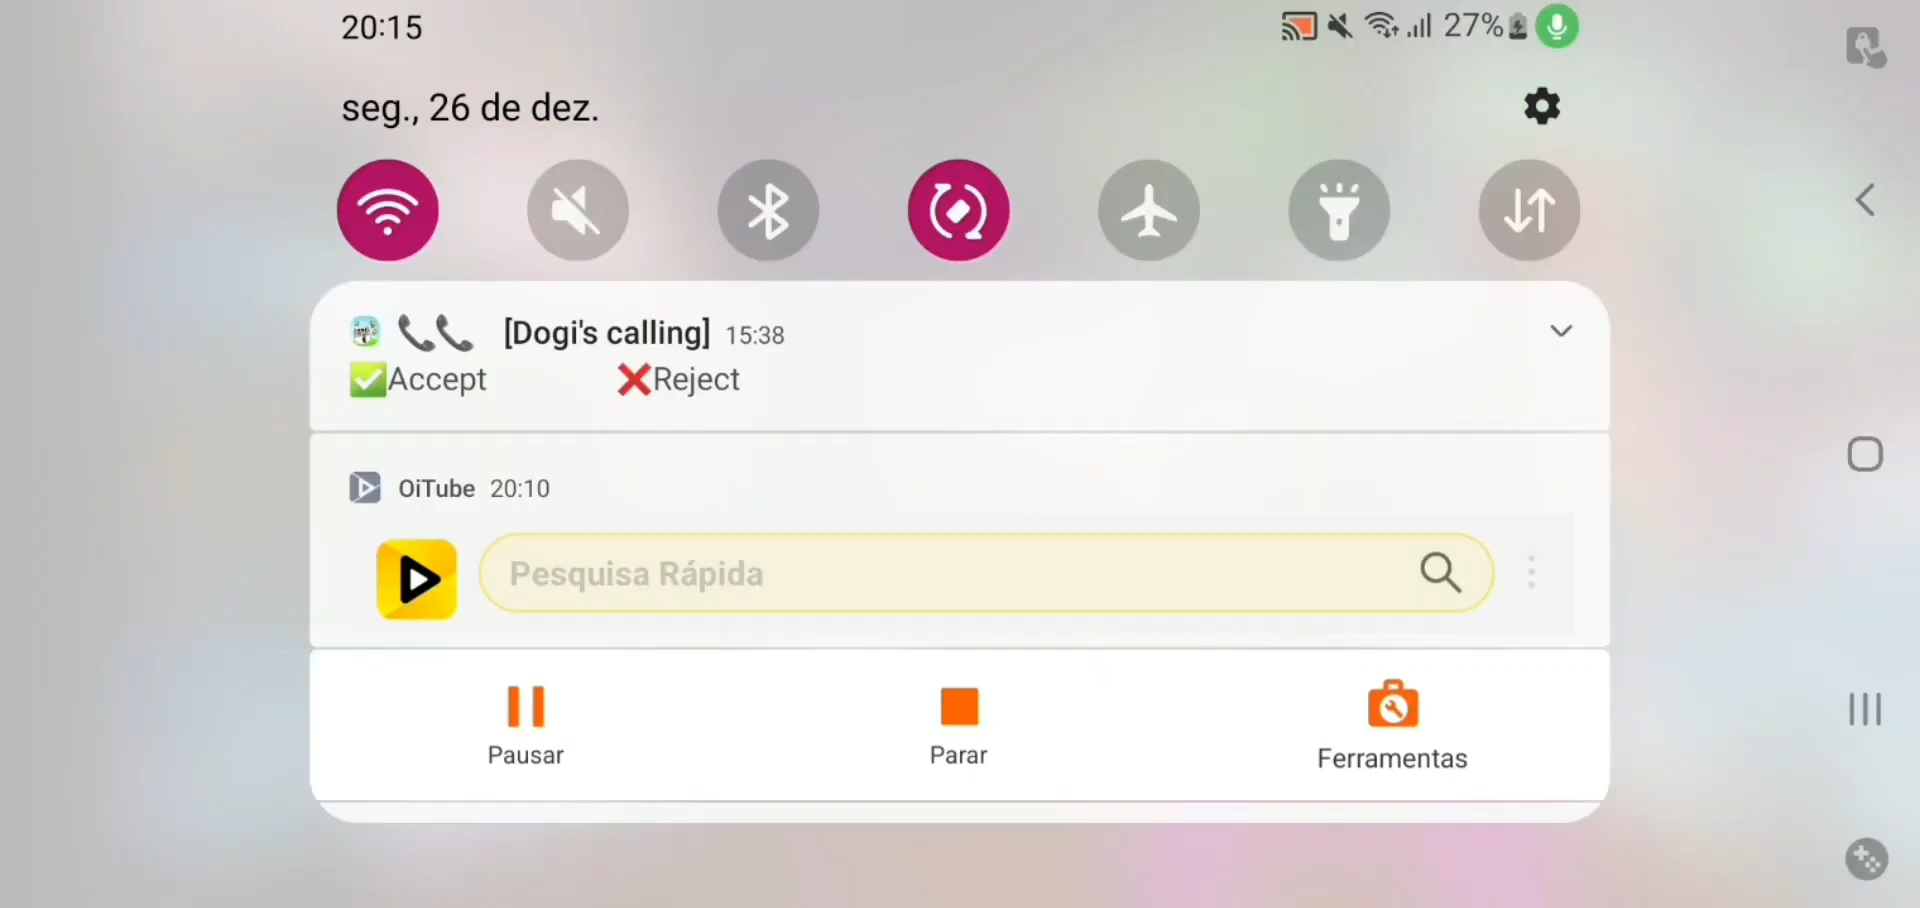 20:15
27%
seg., 26 de dez.
[Dogi's calling] 15:38
Accept Reject
OiTube 20:10
Pesquisa Rápida
Pausar Parar Ferramentas